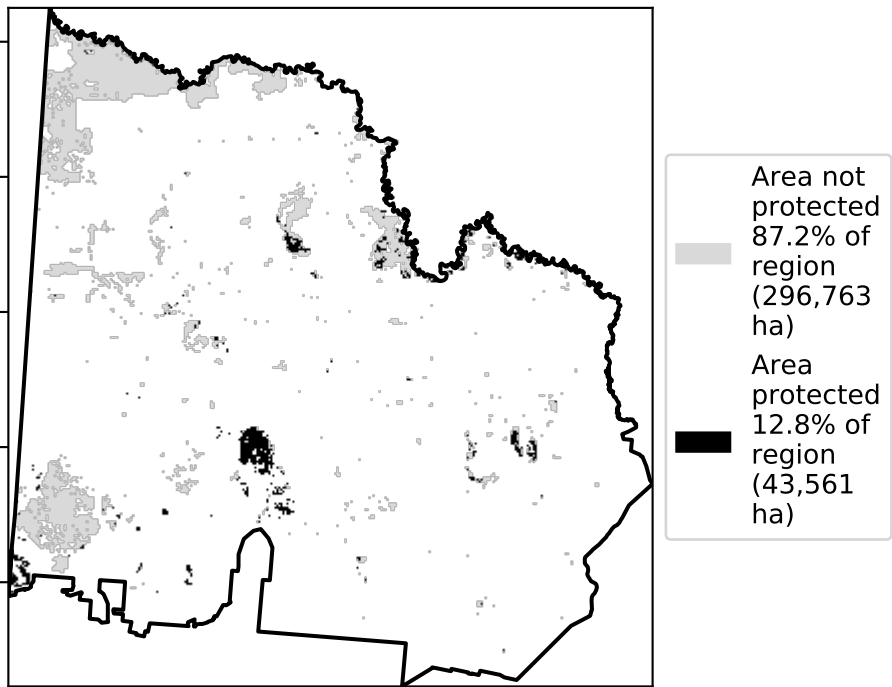 Area not
protected
87.2% of
region
(296,763
ha)
Area
protected
12.8% of
region
(43,561
ha)